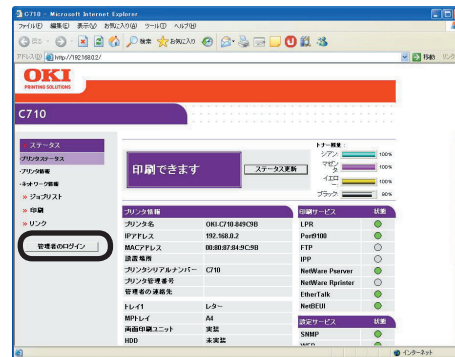 C710 - Microsoft Internet Explorer
ファイル(F) 編集(E) 表示(V) お気に入り(A) ツール(T) ヘルプ(H)
戻る 検索 お気に入り
アドレス(D) http://192.168.0.2/ 移動 リンク
OKI
PRINTING SOLUTIONS
C710
ステータス
プリンタステータス
・プリンタ情報
・ネットワーク情報
» ジョブリスト
» 印刷
» リンク
管理者のログイン
印刷できます
ステータス更新
トナー残量:
シアン 100%
マゼンタ 100%
イエロー 100%
ブラック 90%
プリンタ情報
プリンタ名 OKI-C710-849C9B
IPアドレス 192.168.0.2
MACアドレス 00:80:87:84:9C:9B
設置場所
プリンタシリアルナンバー C710
プリンタ管理番号
管理者の連絡先
トレイ1 レター
MPトレイ A4
両面印刷ユニット 実装
HDD 未実装
印刷サービス 状態
LPR
Port9100
FTP
IPP
NetWare Pserver
NetWare Rprinter
EtherTalk
NetBEUI
設定サービス 状態
SNMP
WEB
インターネット